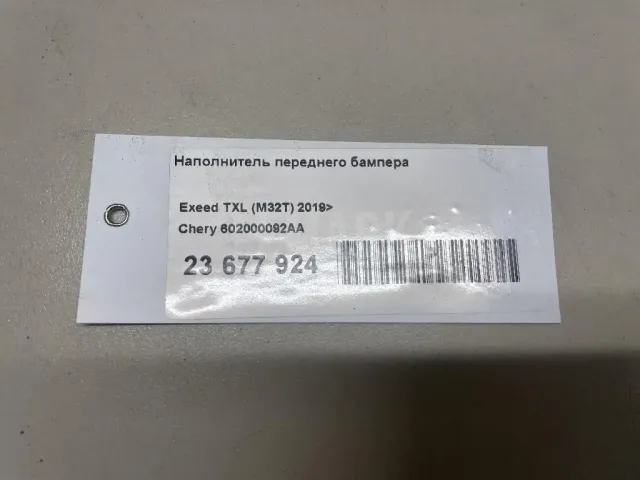 Наполнитель переднего бампера
Exeed TXL (M32T) 2019>
Chery 602000092AA
23 677 924